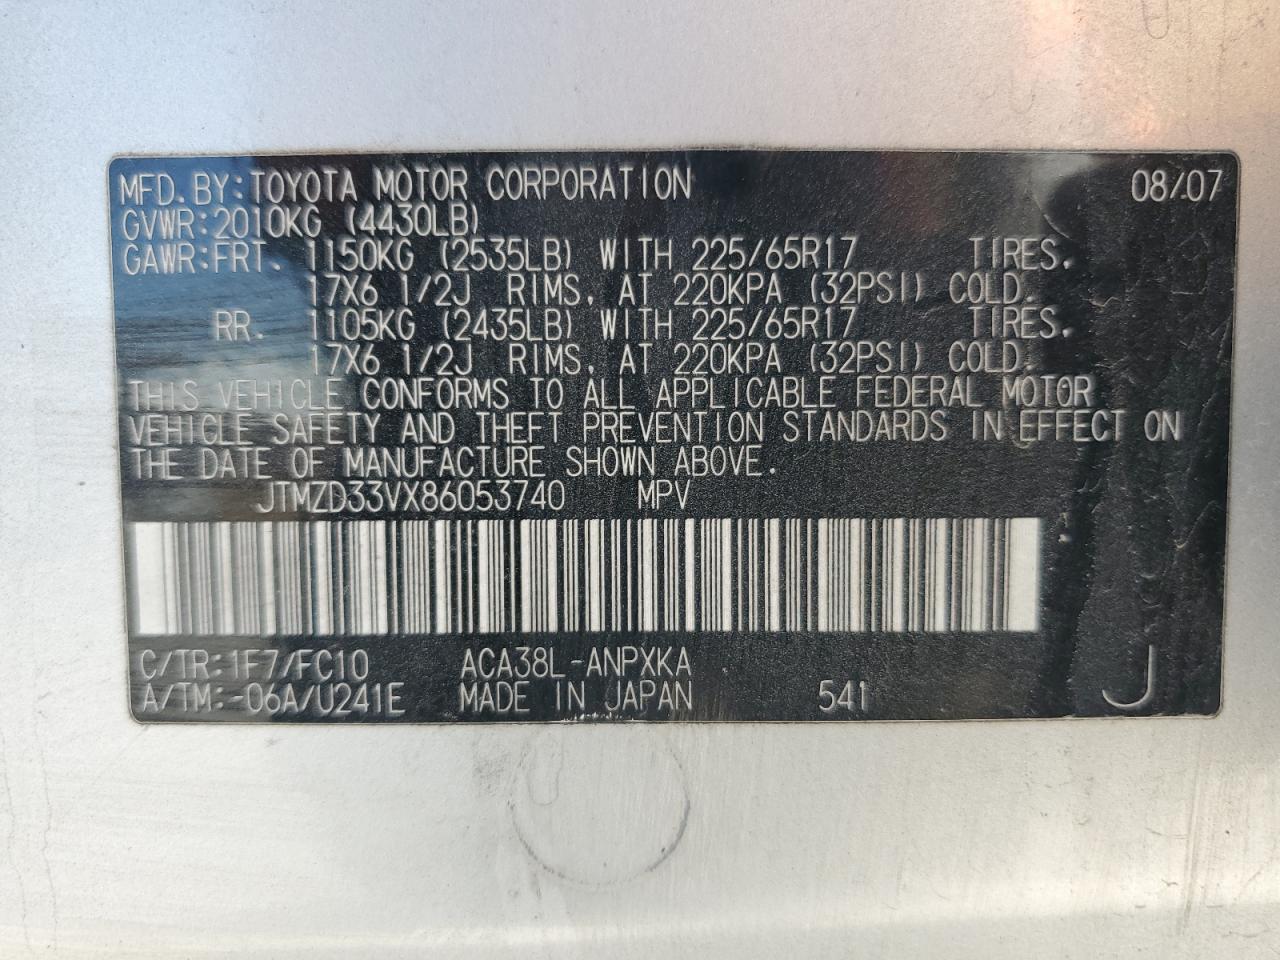 MFD. BY: TOYOTA MOTOR CORPORATION 08/07
GVWR: 2010KG (4430LB)
GAWR: FRT. 1150KG (2535LB) WITH 225/65R17 TIRES.
17X6 1/2J RIMS, AT 220KPA (32PSI) COLD.
RR. 1105KG (2435LB) WITH 225/65R17 TIRES.
17X6 1/2J RIMS, AT 220KPA (32PSI) COLD.
THIS VEHICLE CONFORMS TO ALL APPLICABLE FEDERAL MOTOR
VEHICLE SAFETY AND THEFT PREVENTION STANDARDS IN EFFECT ON
THE DATE OF MANUFACTURE SHOWN ABOVE.
JTMZD33VX86053740 MPV
C/TR: 1F7/FC10 ACA38L-ANPXKA
A/TM: -06A/U241E MADE IN JAPAN 541 J